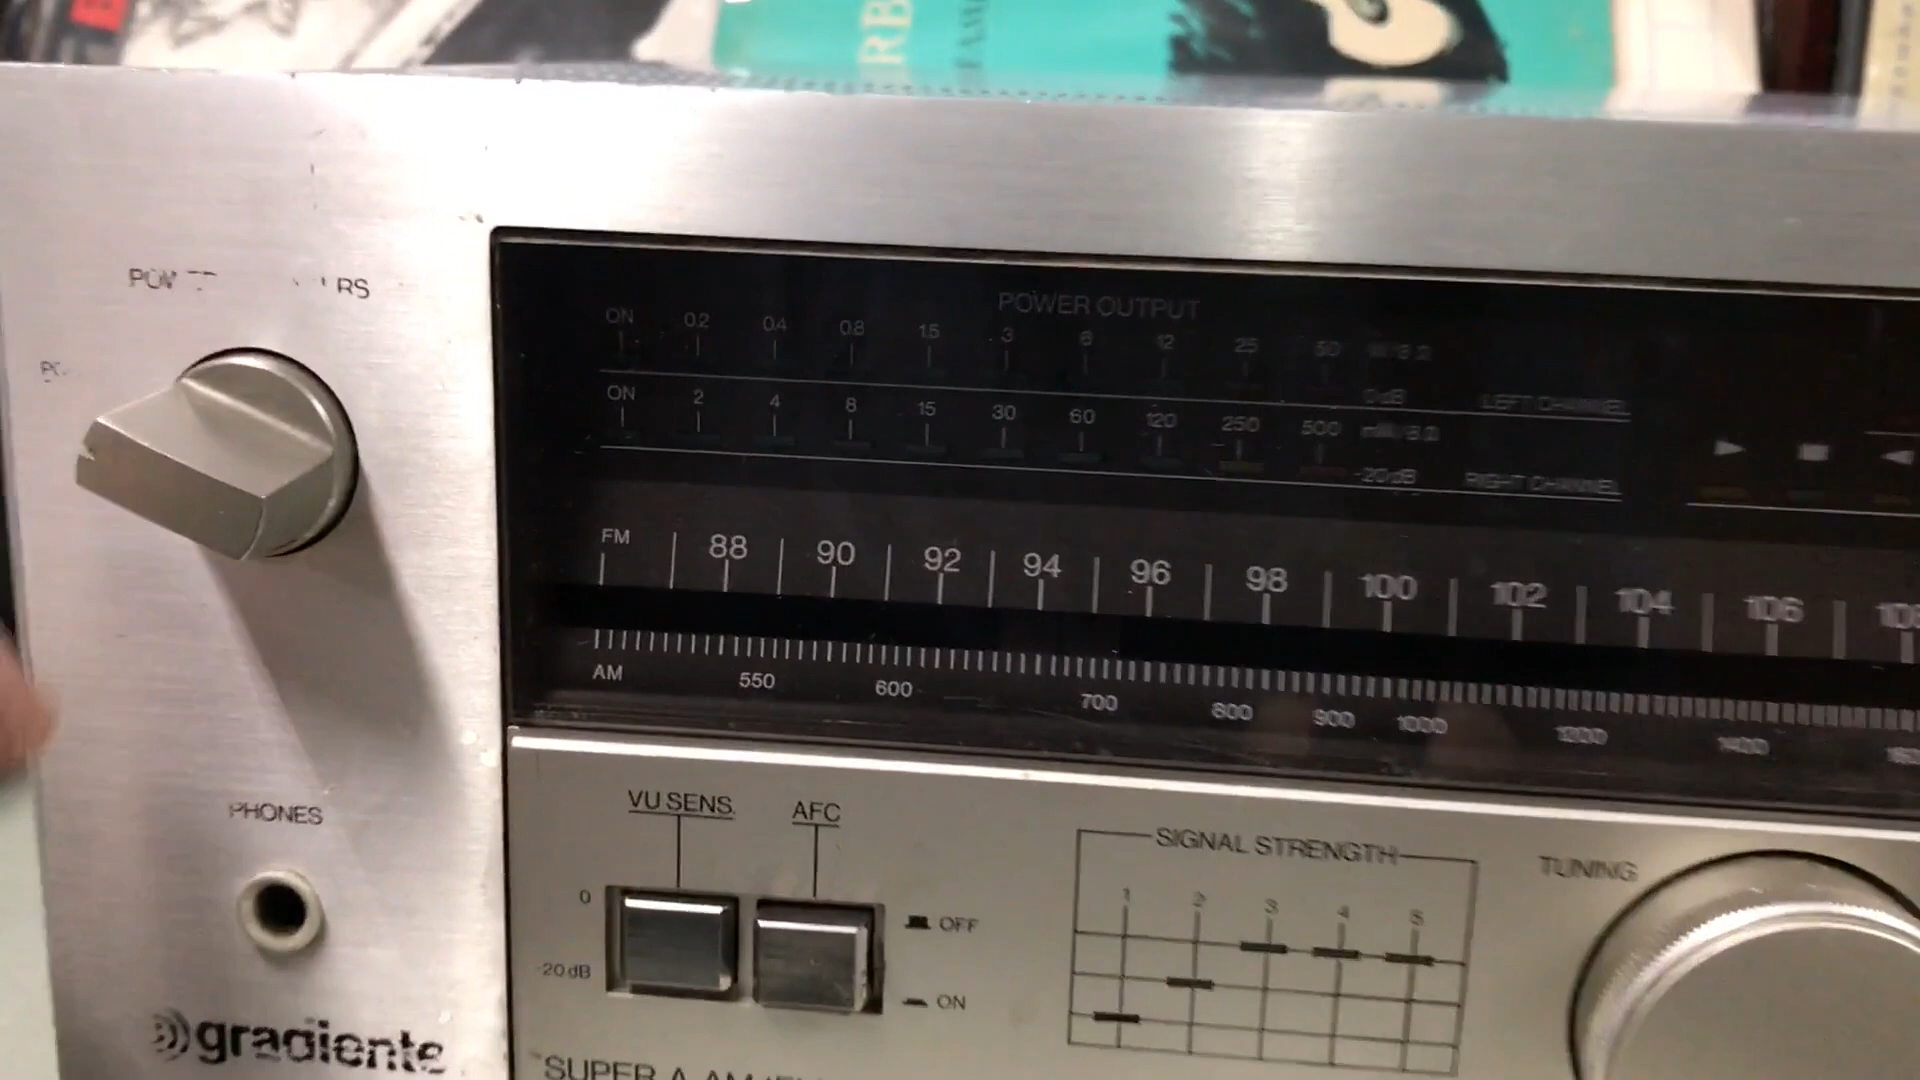 POWER OUTPUT
ON 0.2 0.4 0.8 1.5 3 6 12 25 50
0dB LEFT CHANNEL
ON 2 4 8 15 30 60 120 250 500 mW/8Ω
-20dB RIGHT CHANNEL
FM 88 90 92 94 96 98 100 102 104 106
AM 550 600 700 800 900 1000 1200 1400
PHONES
VU SENS. AFC
0
-20dB
OFF
ON
SIGNAL STRENGTH
1 2 3 4 5
TUNING
gradiente
SUPER A